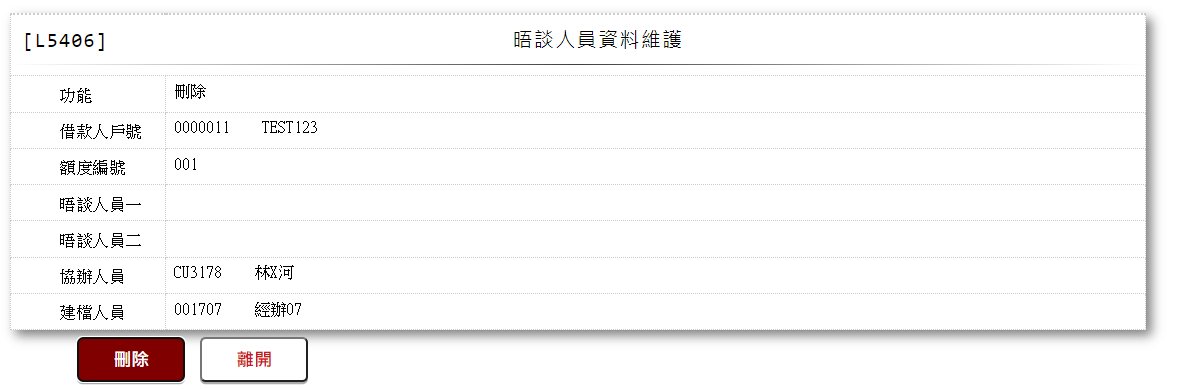 [L5406] 晤談人員資料維護
功能 刪除
借款人戶號 0000011 TEST123
額度編號 001
晤談人員一
晤談人員二
協辦人員 CU3178 林X河
建檔人員 001707 經辦07
刪除 離開